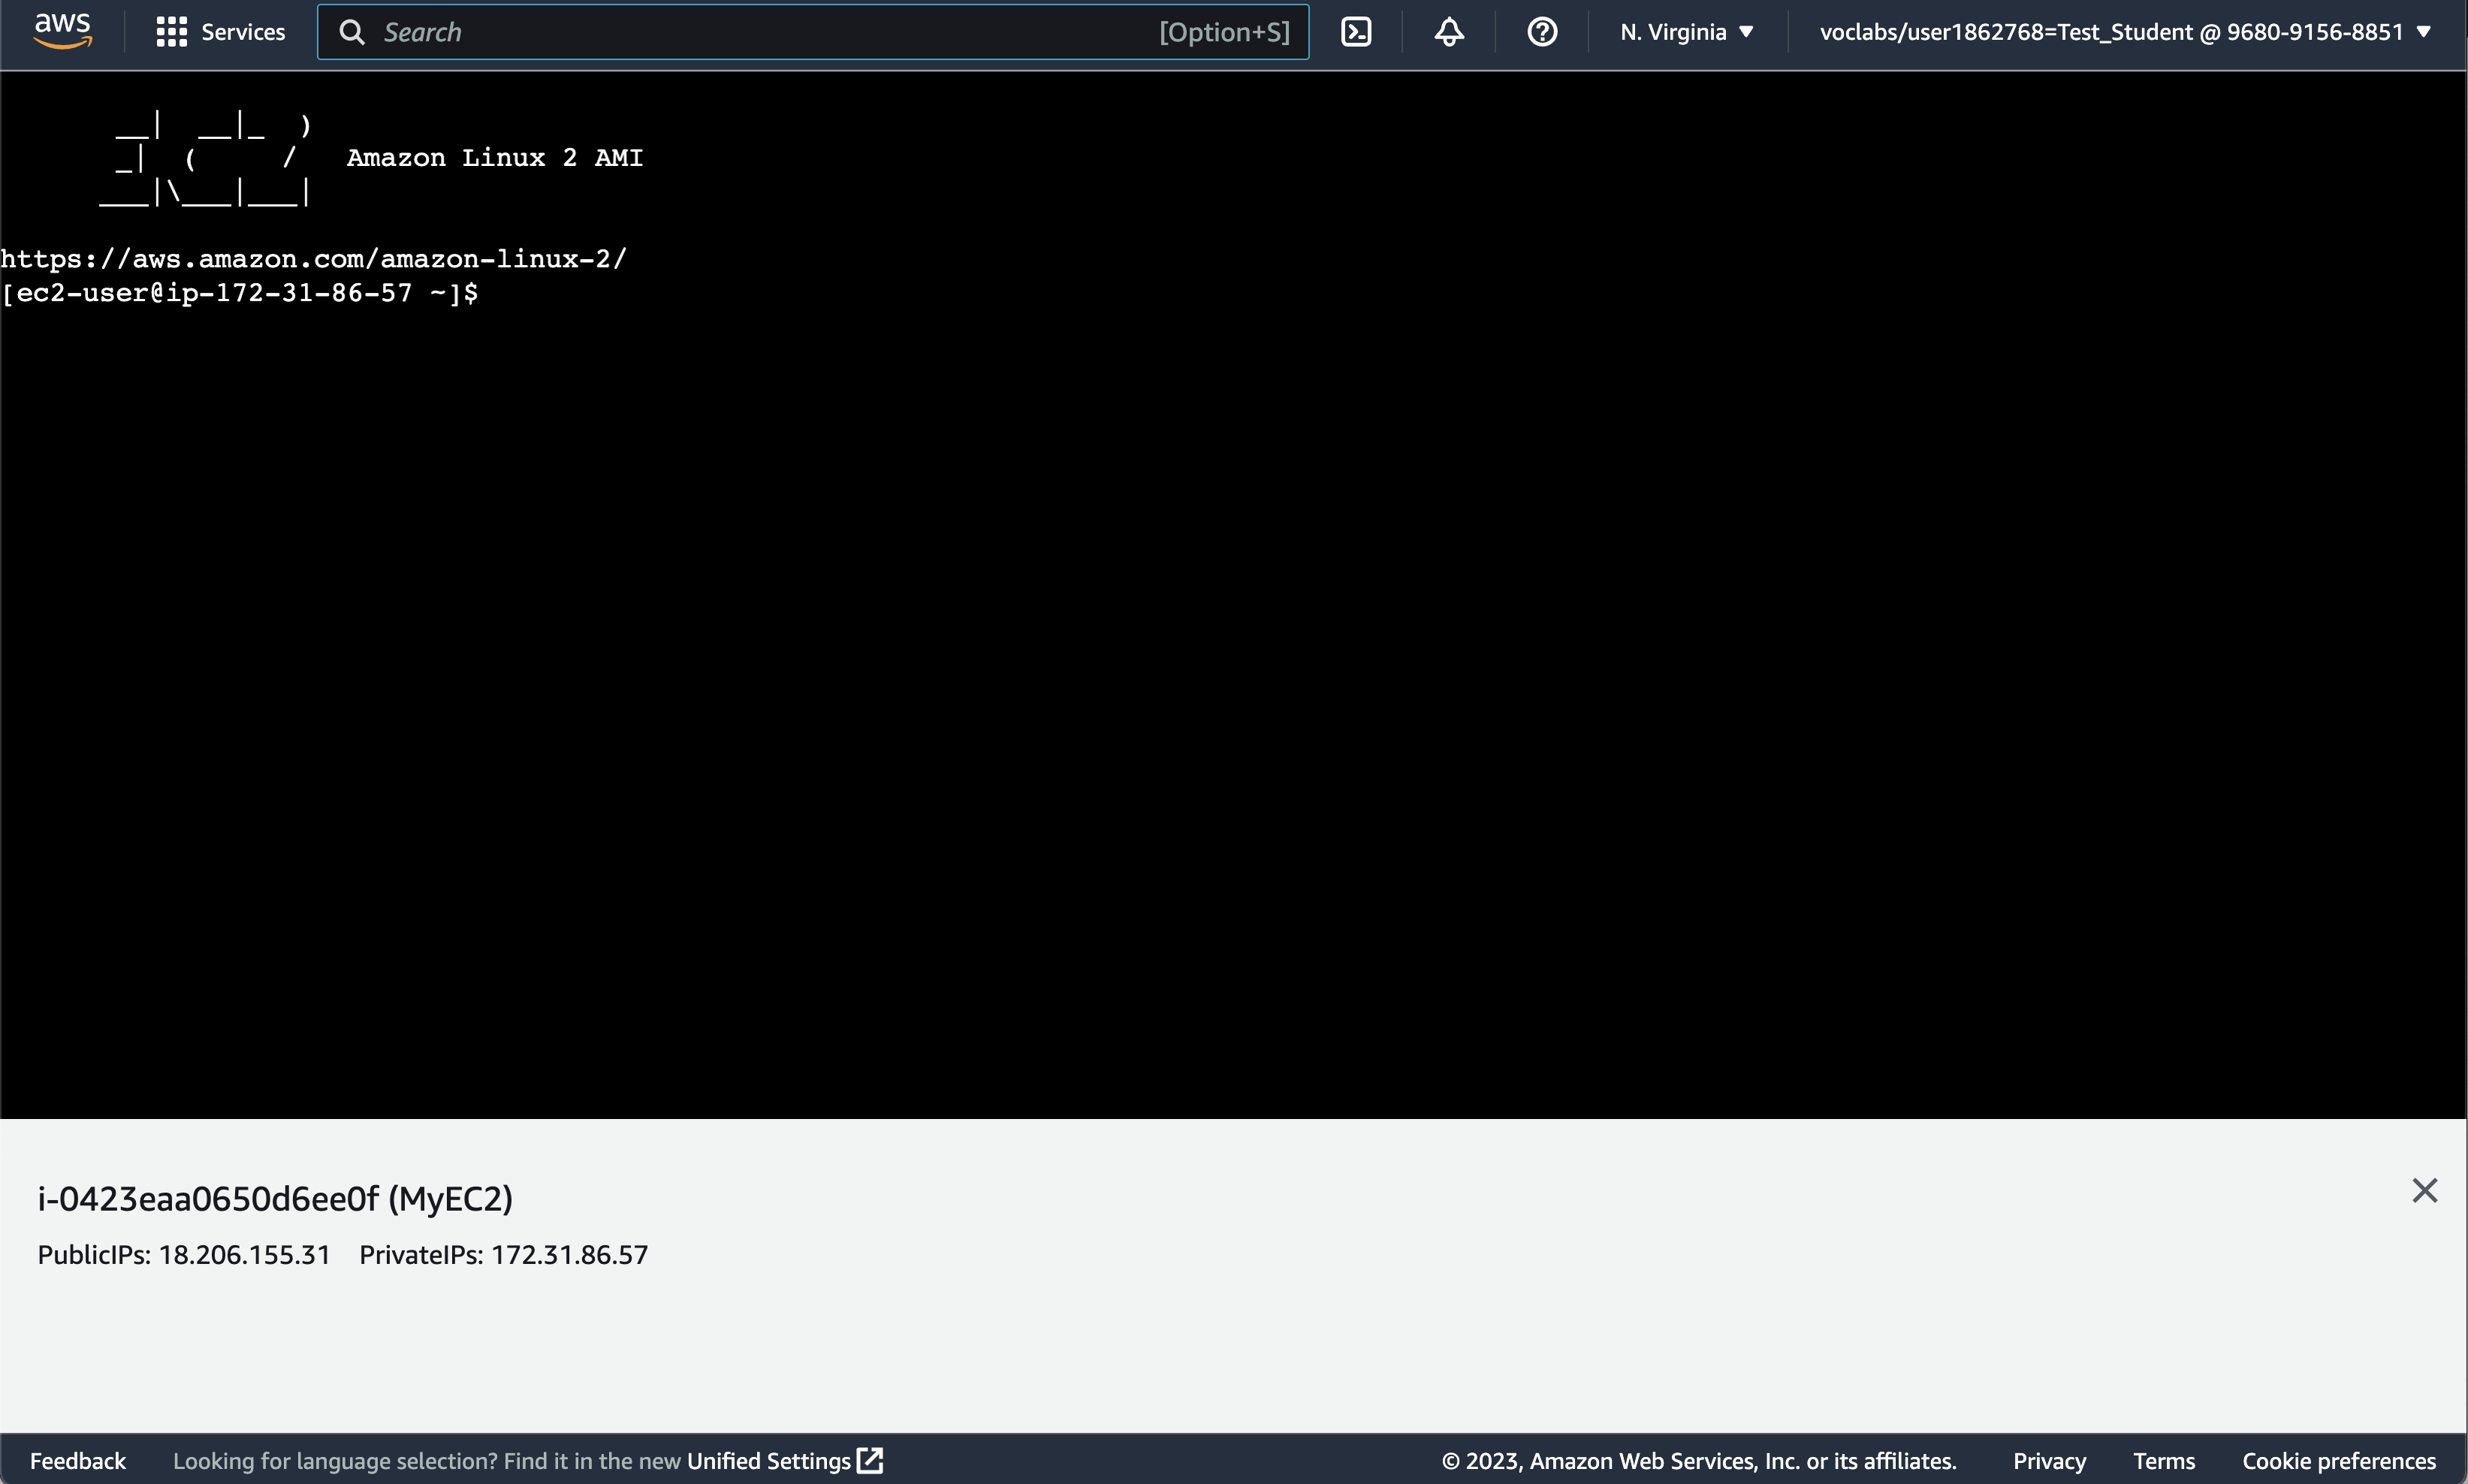 aws Services Search [Option+S] N. Virginia voclabs/user1862768=Test_Student @ 9680-9156-8851
__|  __|_  )
_|  (     /   Amazon Linux 2 AMI
___|\___|___|
https://aws.amazon.com/amazon-linux-2/
[ec2-user@ip-172-31-86-57 ~]$
i-0423eaa0650d6ee0f (MyEC2)
PublicIPs: 18.206.155.31 PrivateIPs: 172.31.86.57
Feedback Looking for language selection? Find it in the new Unified Settings © 2023, Amazon Web Services, Inc. or its affiliates. Privacy Terms Cookie preferences